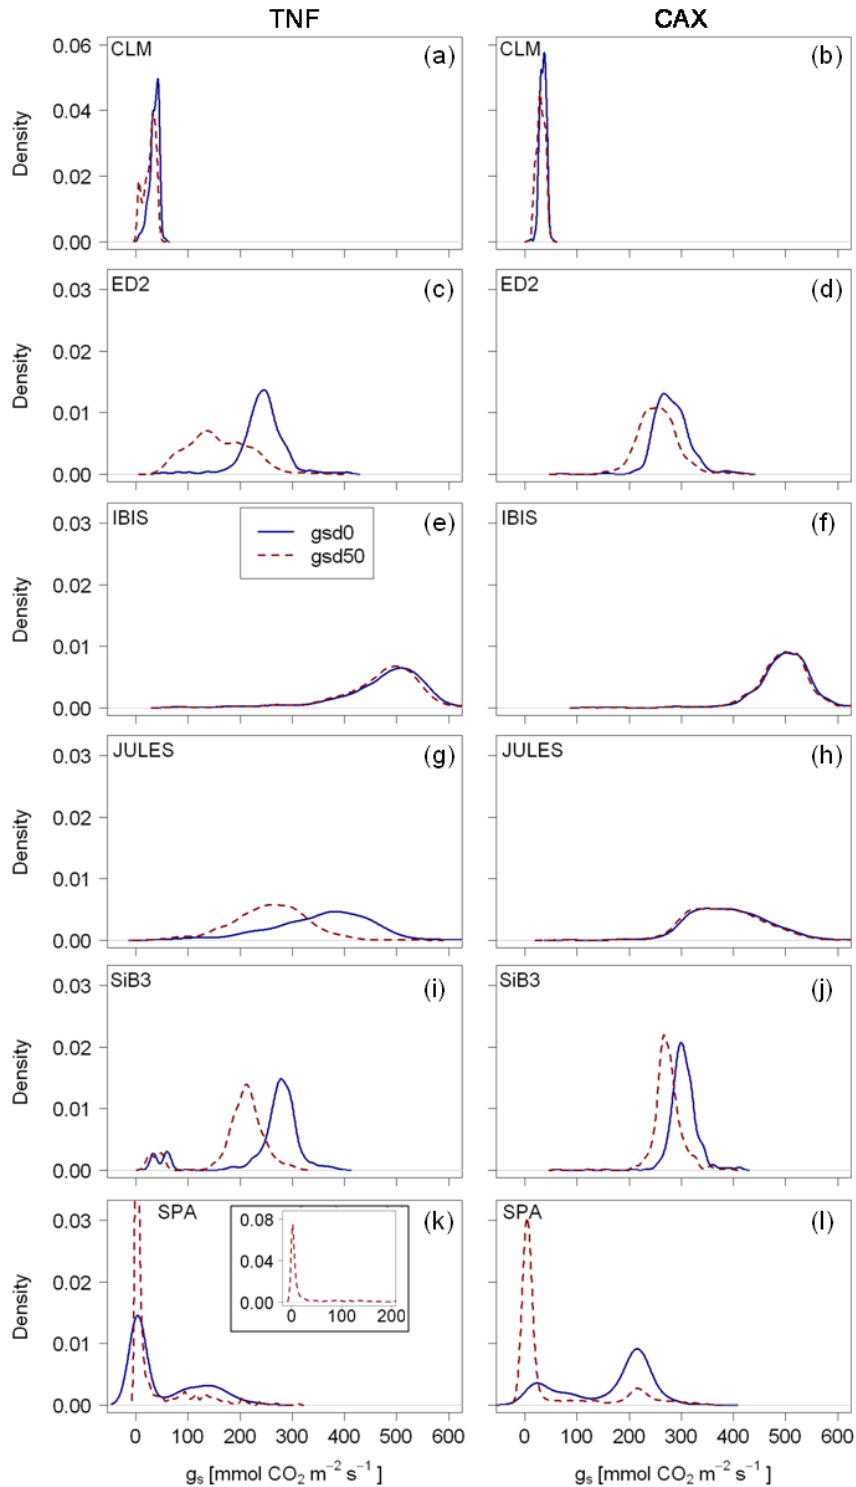 TNF CAX
0.06 CLM (a) CLM (b)
0.04
0.02
0.00
Density
0.03 ED2 (c) ED2 (d)
0.02
0.01
0.00
Density
0.03 IBIS (e) IBIS (f)
gsd0
gsd50
0.02
0.01
0.00
Density
0.03 JULES (g) JULES (h)
0.02
0.01
0.00
Density
0.03 SiB3 (i) SiB3 (j)
0.02
0.01
0.00
Density
0.03 SPA (k) SPA (l)
0.02
0.01
0.00
Density
0.08
0.04
0.00
0 100 200
0 100 200 300 400 500 600 0 100 200 300 400 500 600
gₛ [mmol CO₂ m⁻² s⁻¹] gₛ [mmol CO₂ m⁻² s⁻¹]